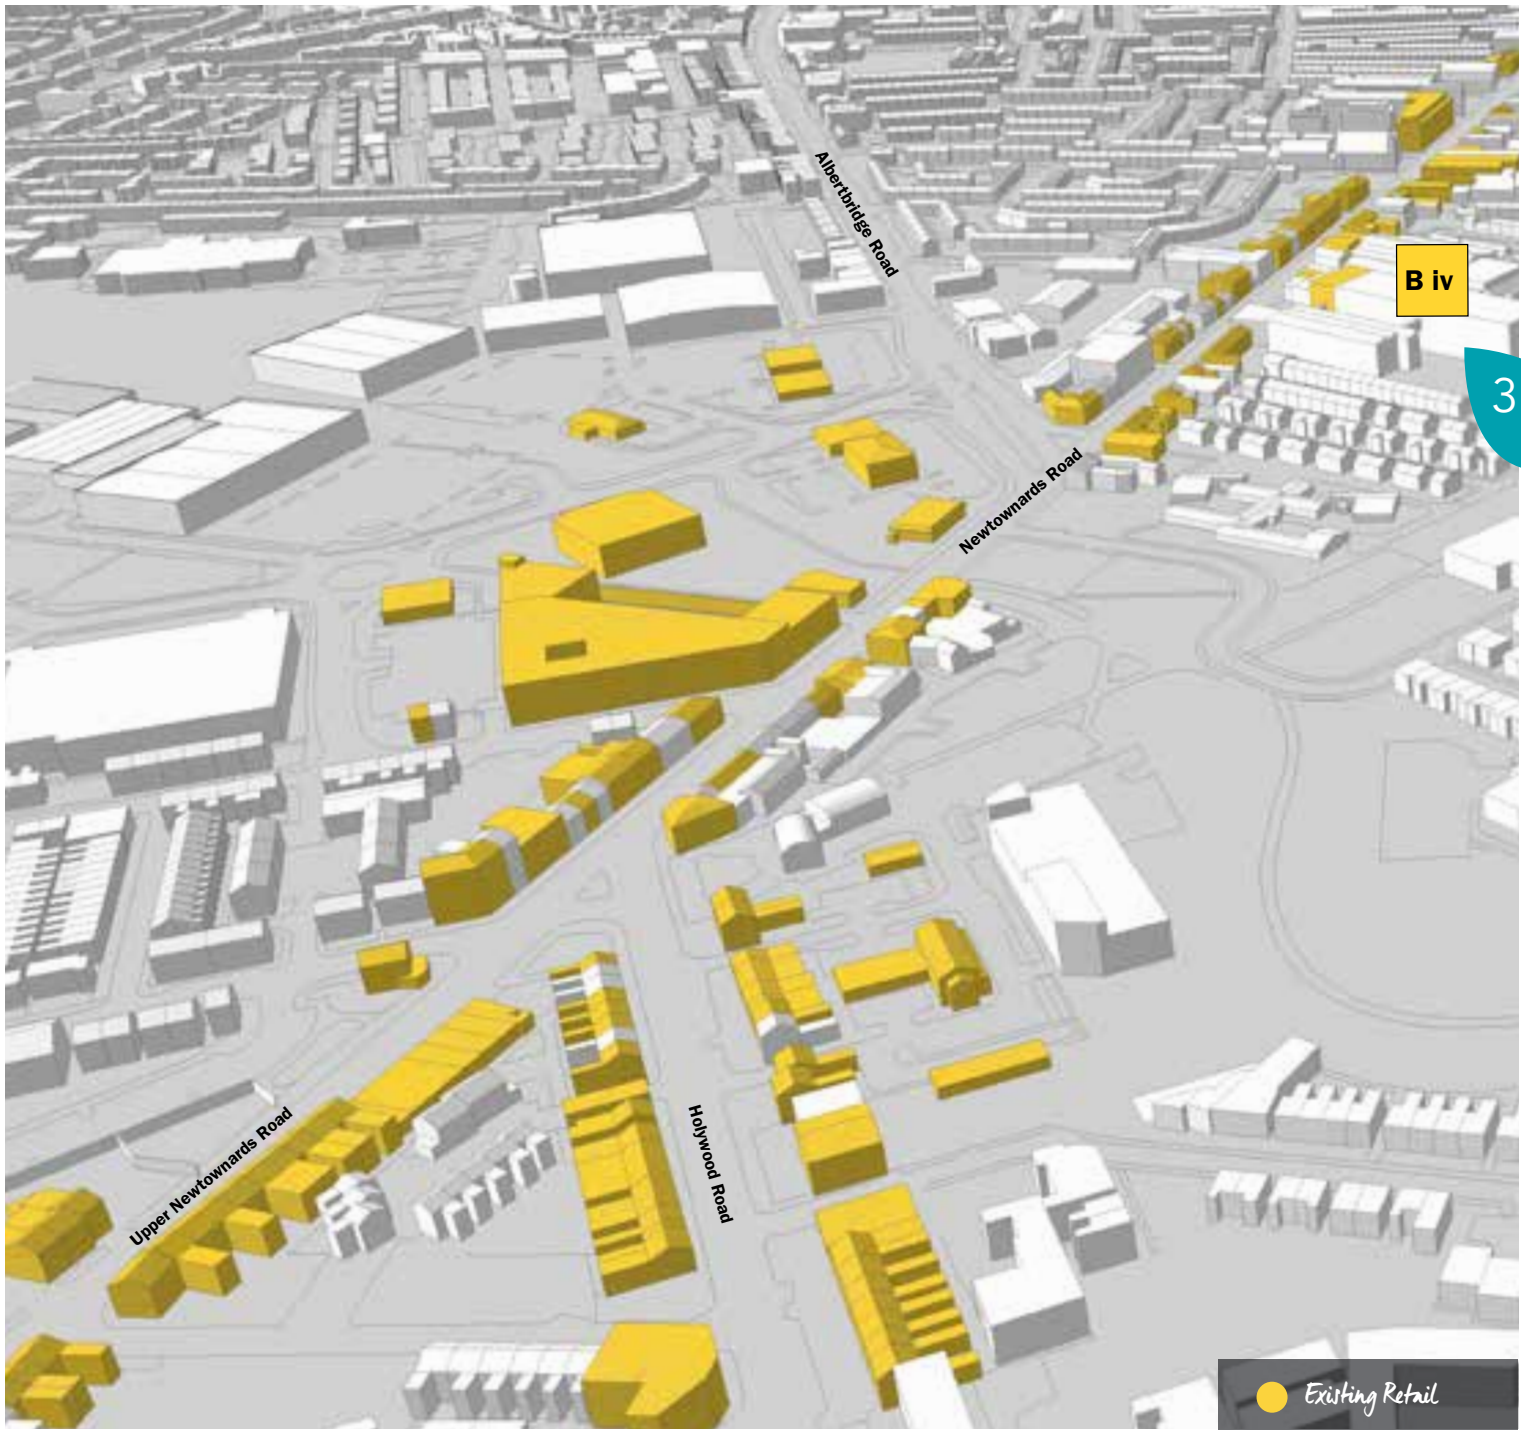 Albertbridge Road
B iv
3
Newtownards Road
Upper Newtownards Road
Holywood Road
Existing Retail